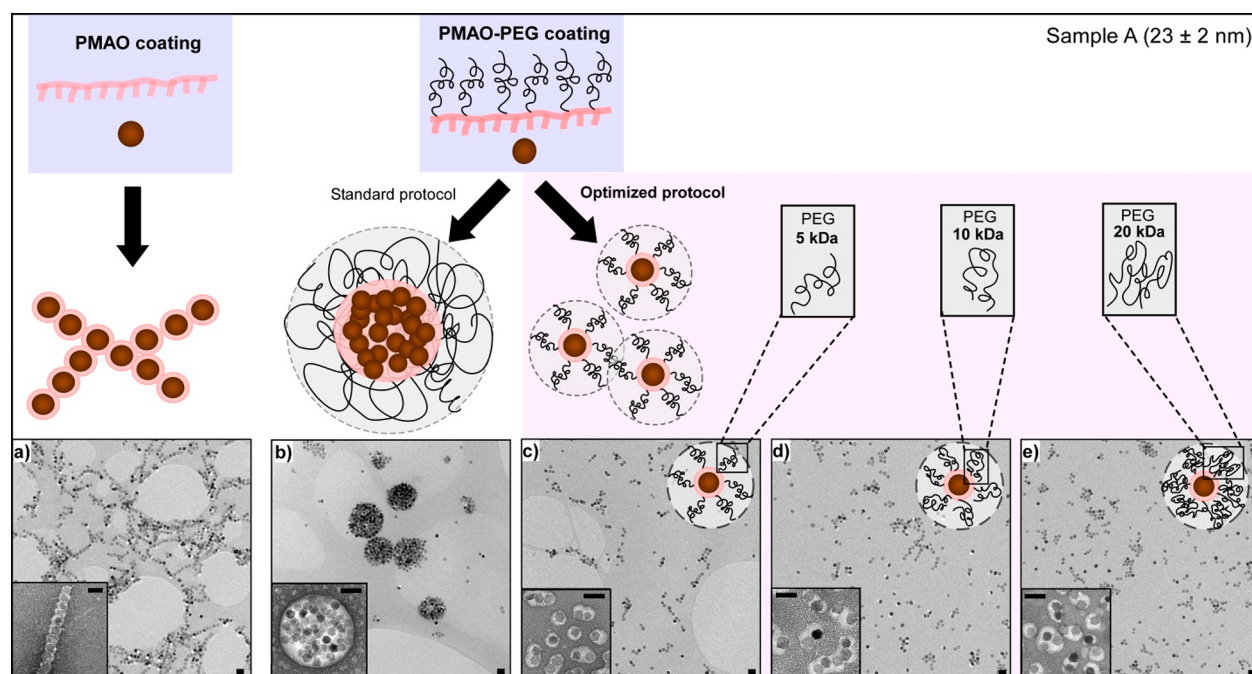 PMAO coating
PMAO-PEG coating
Sample A (23 ± 2 nm)
Standard protocol
Optimized protocol
PEG
5 kDa
PEG
10 kDa
PEG
20 kDa
a)
b)
c)
d)
e)